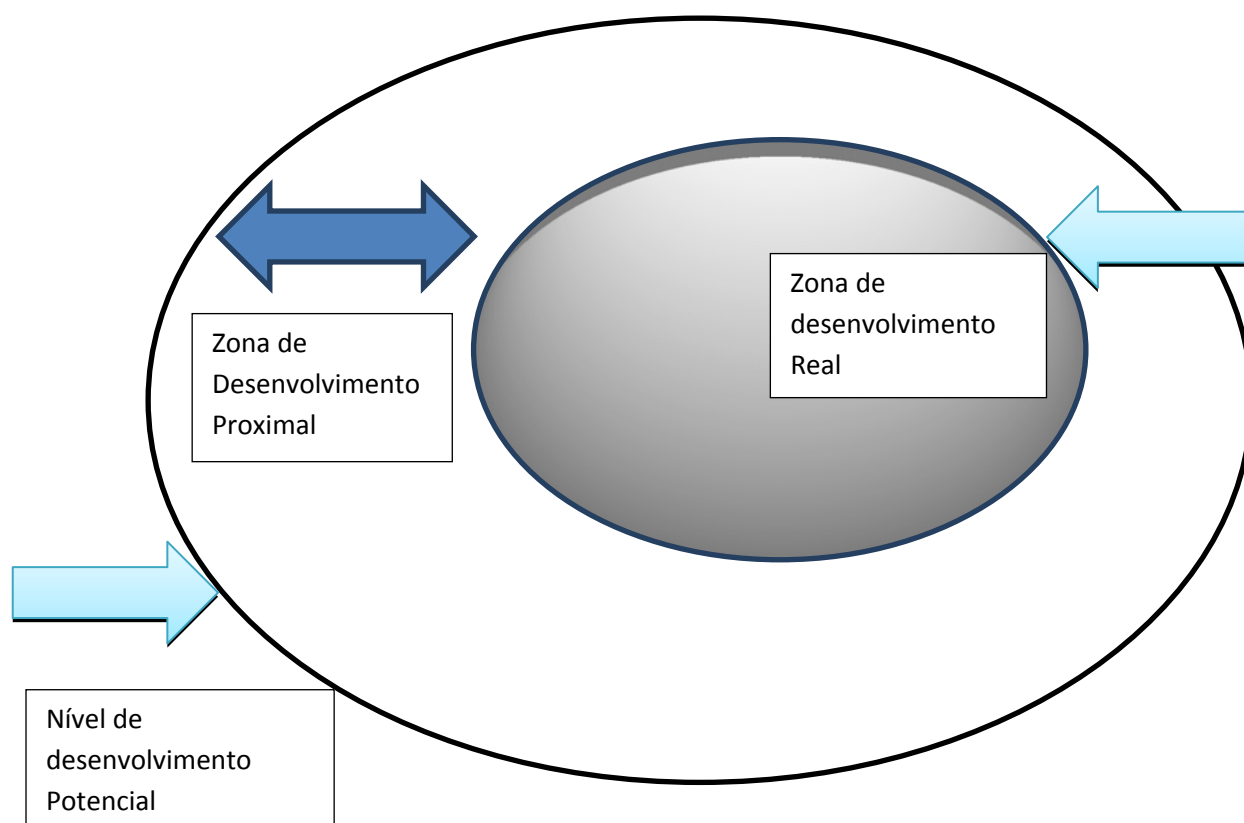 Zona de
desenvolvimento
Real
Zona de
Desenvolvimento
Proximal
Nível de
desenvolvimento
Potencial